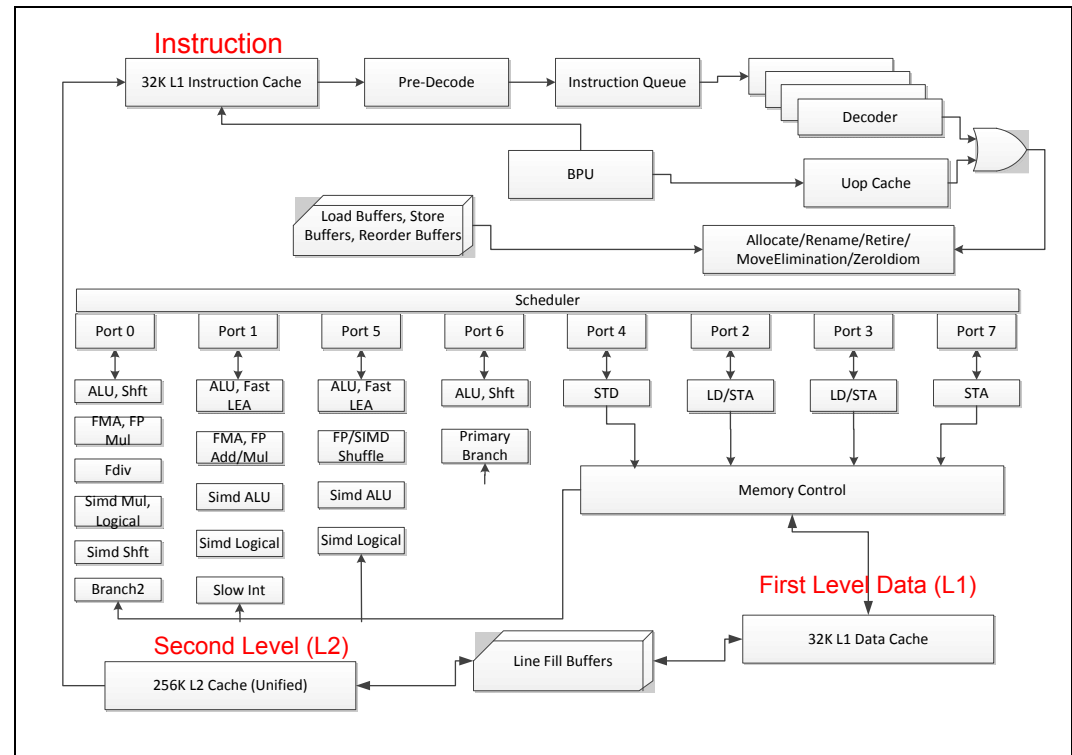 Instruction
32K L1 Instruction Cache
Pre-Decode
Instruction Queue
Decoder
BPU
Uop Cache
Load Buffers, Store
Buffers, Reorder Buffers
Allocate/Rename/Retire/
MoveElimination/ZeroIdiom
Scheduler
Port 0
Port 1
Port 5
Port 6
Port 4
Port 2
Port 3
Port 7
ALU, Shft
ALU, Fast
LEA
ALU, Fast
LEA
ALU, Shft
STD
LD/STA
LD/STA
STA
FMA, FP
Mul
FMA, FP
Add/Mul
FP/SIMD
Shuffle
Primary
Branch
Fdiv
Simd ALU
Simd ALU
Memory Control
Simd Mul,
Logical
Simd Logical
Simd Logical
Simd Shft
Branch2
Slow Int
First Level Data (L1)
32K L1 Data Cache
Second Level (L2)
Line Fill Buffers
256K L2 Cache (Unified)